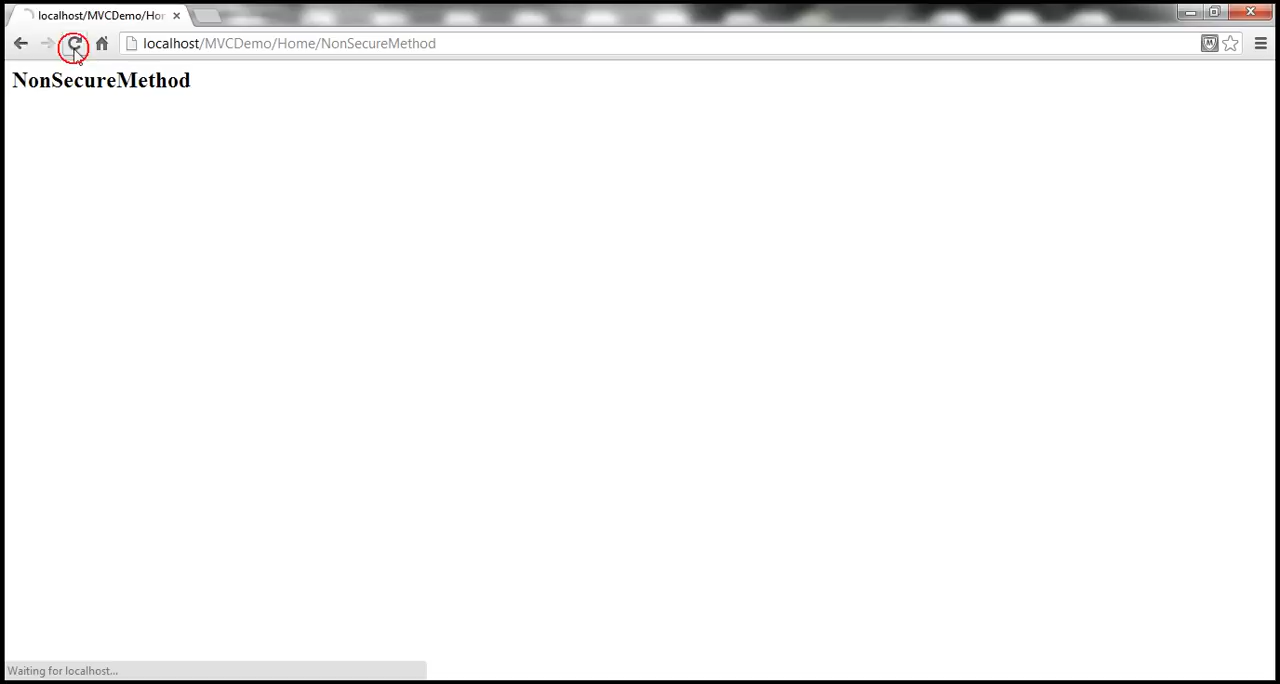 localhost/MVCDemo/Hor
localhost/MVCDemo/Home/NonSecureMethod
NonSecureMethod
Waiting for localhost...